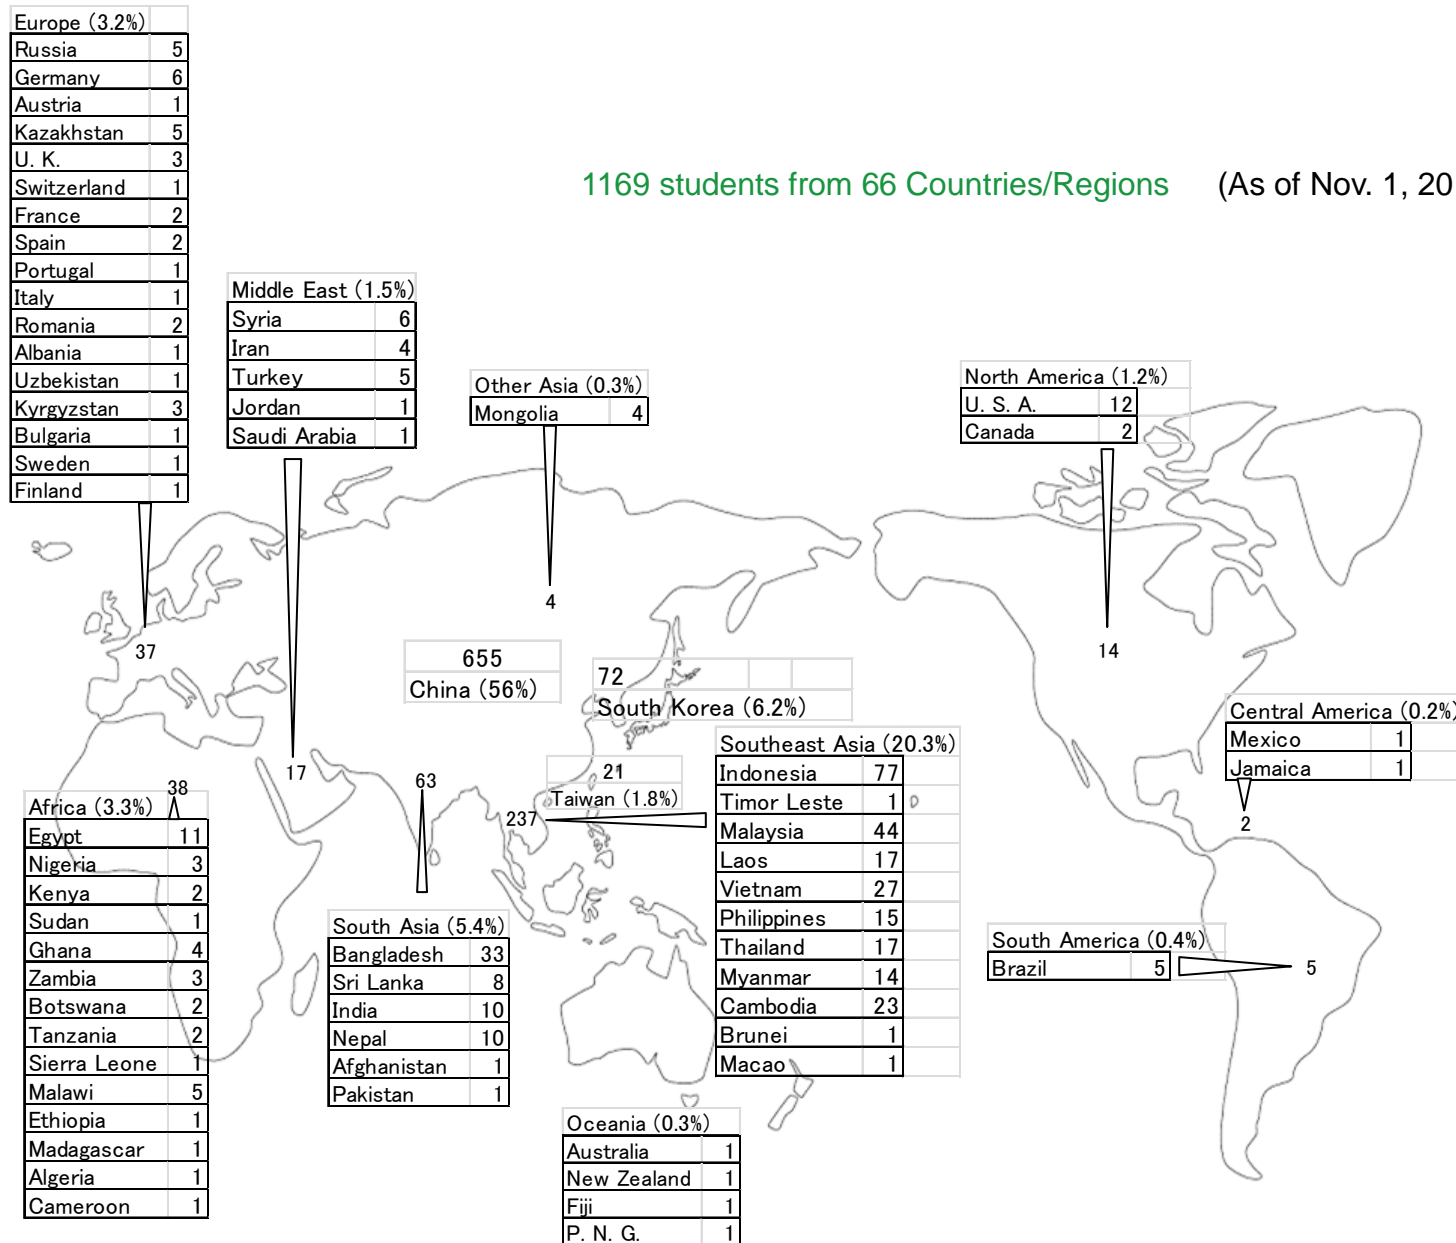 Europe (3.2%)
Russia 5
Germany 6
Austria 1
Kazakhstan 5
U. K. 3
Switzerland 1
France 2
Spain 2
Portugal 1
Italy 1
Romania 2
Albania 1
Uzbekistan 1
Kyrgyzstan 3
Bulgaria 1
Sweden 1
Finland 1
37
1169 students from 66 Countries/Regions (As of Nov. 1, 20
Middle East (1.5%)
Syria 6
Iran 4
Turkey 5
Jordan 1
Saudi Arabia 1
17
Other Asia (0.3%)
Mongolia 4
4
North America (1.2%)
U. S. A. 12
Canada 2
14
655
China (56%)
72
South Korea (6.2%)
21
Taiwan (1.8%)
Central America (0.2%)
Mexico 1
Jamaica 1
2
Southeast Asia (20.3%)
Indonesia 77
Timor Leste 1
Malaysia 44
Laos 17
Vietnam 27
Philippines 15
Thailand 17
Myanmar 14
Cambodia 23
Brunei 1
Macao 1
237
38
Africa (3.3%)
Egypt 11
Nigeria 3
Kenya 2
Sudan 1
Ghana 4
Zambia 3
Botswana 2
Tanzania 2
Sierra Leone 1
Malawi 5
Ethiopia 1
Madagascar 1
Algeria 1
Cameroon 1
63
South Asia (5.4%)
Bangladesh 33
Sri Lanka 8
India 10
Nepal 10
Afghanistan 1
Pakistan 1
South America (0.4%)
Brazil 5
5
Oceania (0.3%)
Australia 1
New Zealand 1
Fiji 1
P. N. G. 1